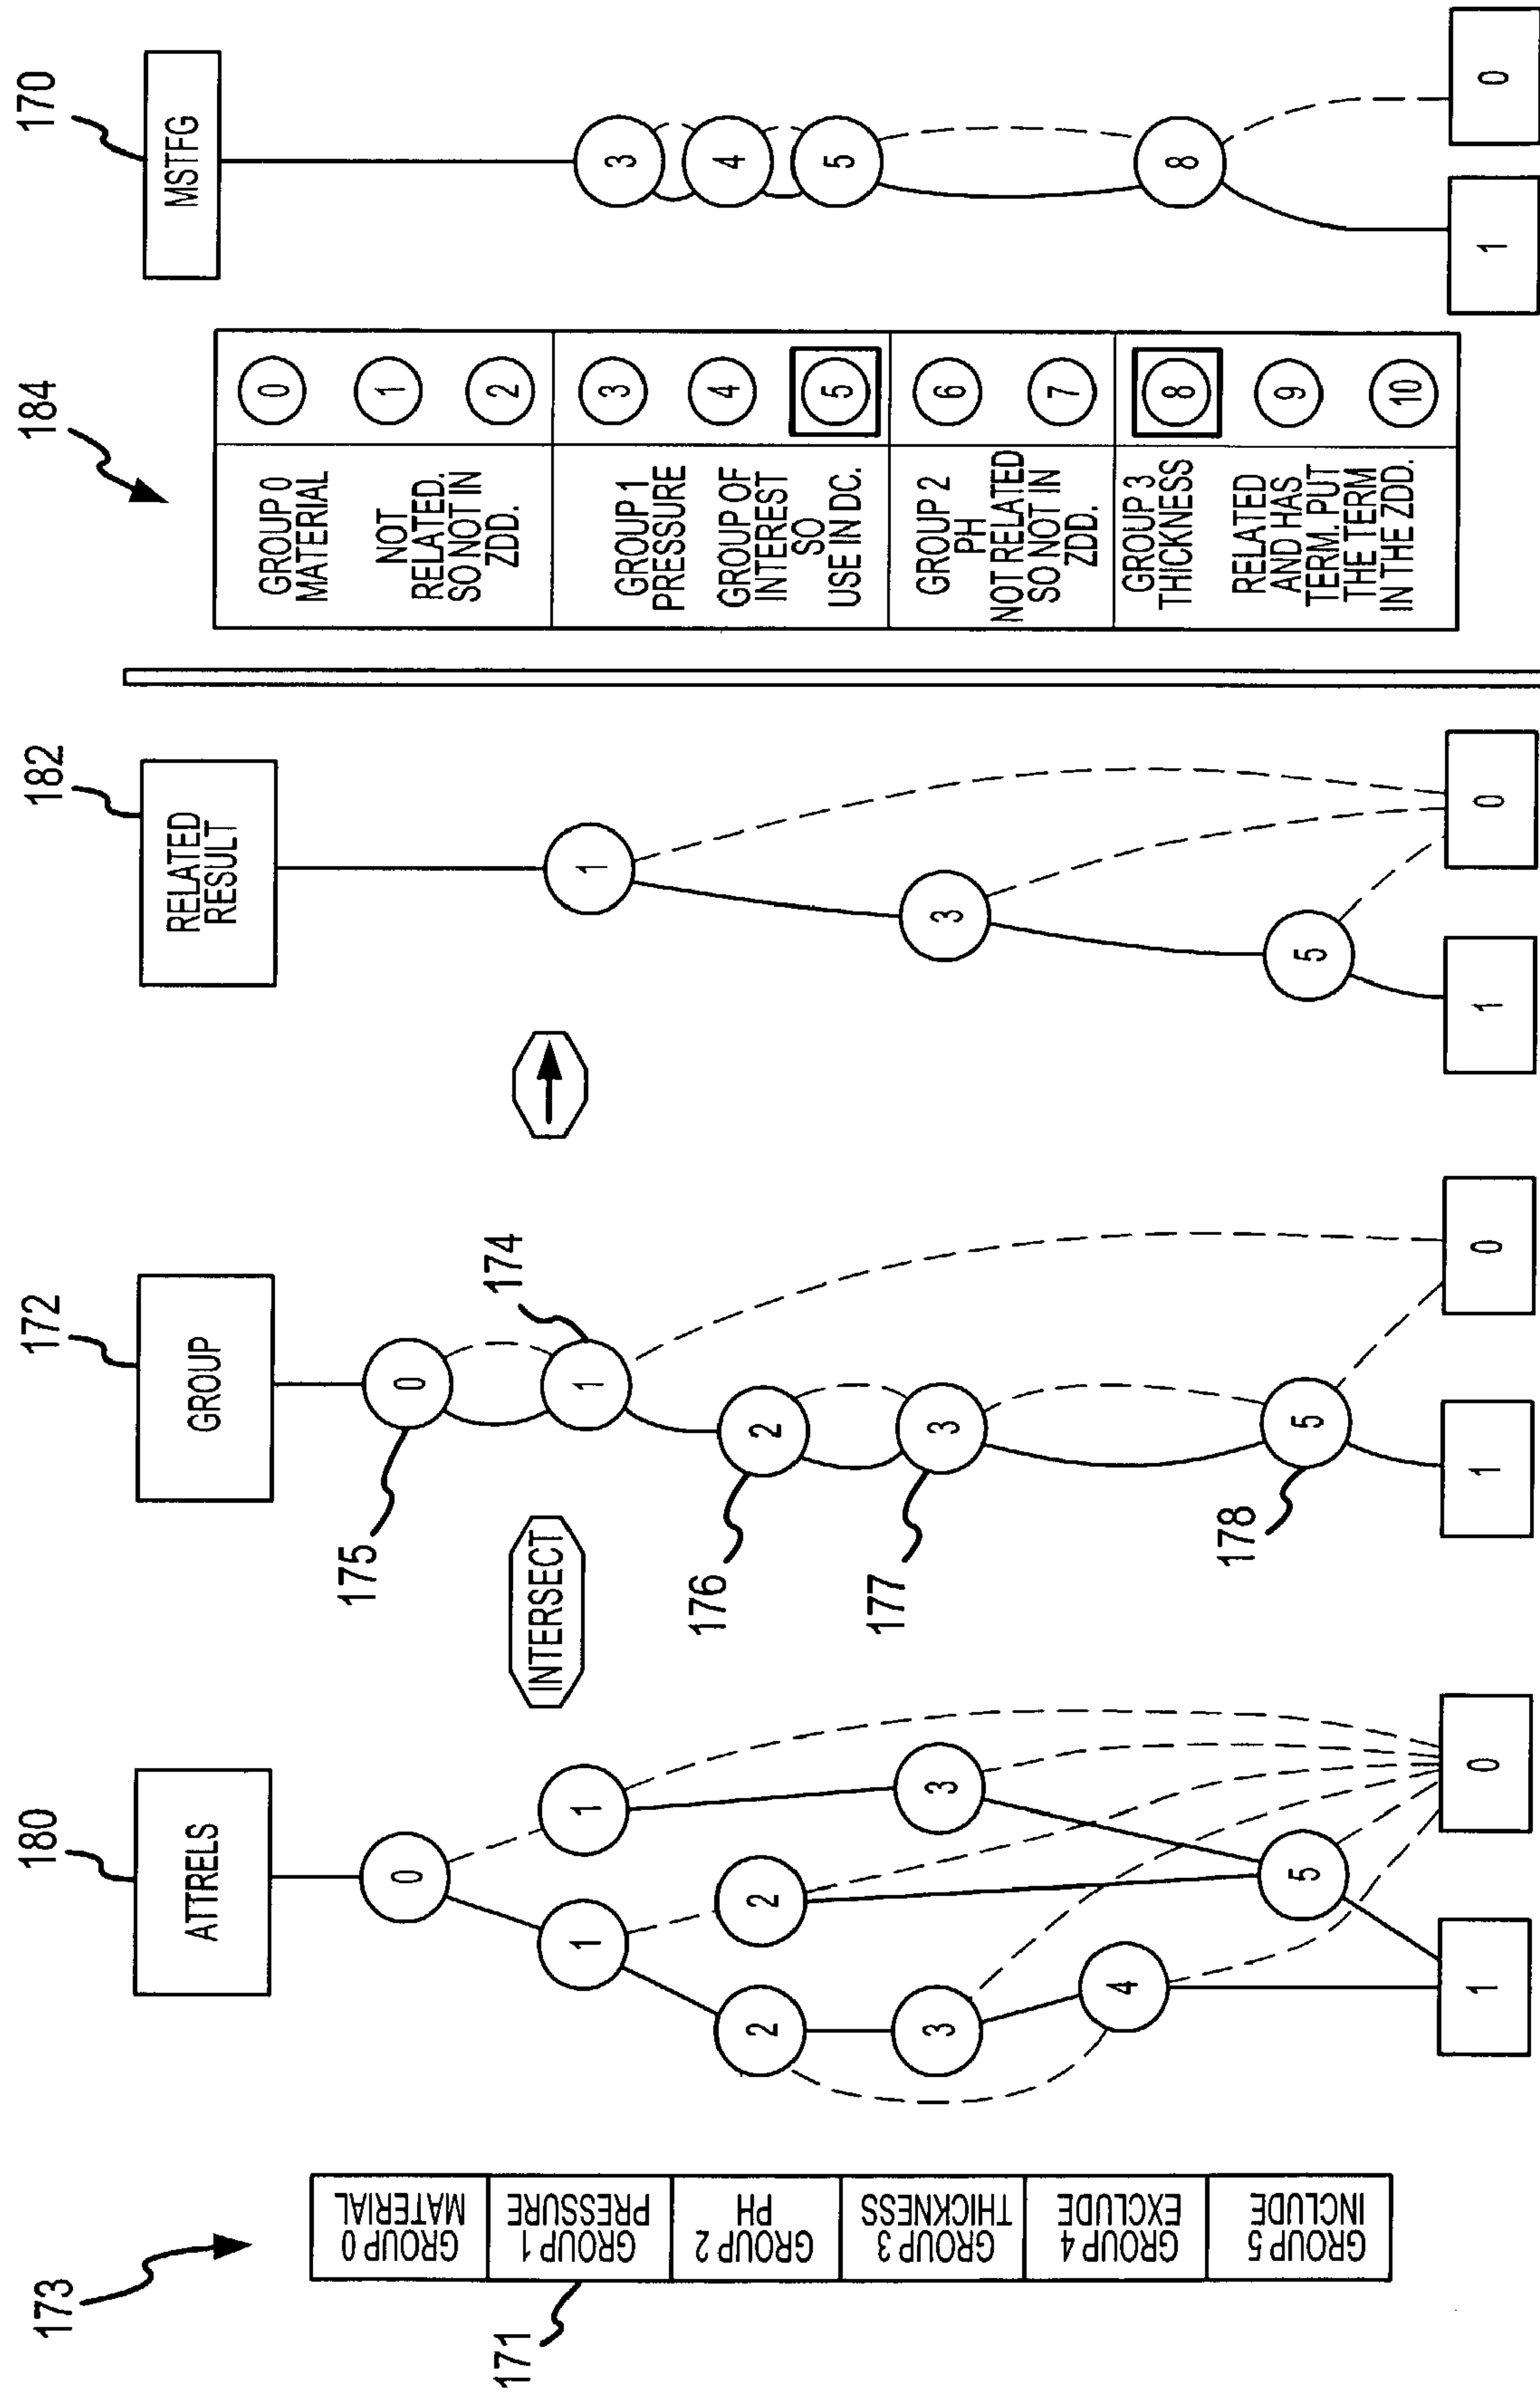 173
GROUP 0
MATERIAL
GROUP 1
PRESSURE
GROUP 2
PH
GROUP 3
THICKNESS
GROUP 4
EXCLUDE
GROUP 5
INCLUDE
171
180
ATTRELS
0
1
1
2
2
3
3
4
5
1
0
INTERSECT
172
GROUP
175
0
174
1
176
2
177
3
178
5
1
0
182
RELATED
RESULT
1
3
5
1
0
184
GROUP 0
MATERIAL
NOT
RELATED.
SO NOT IN
ZDD.
0
1
2
GROUP 1
PRESSURE
GROUP OF
INTEREST
SO
USE IN DC.
3
4
5
GROUP 2
PH
NOT RELATED
SO NOT IN
ZDD.
6
7
GROUP 3
THICKNESS
RELATED
AND HAS
TERM. PUT
THE TERM
IN THE ZDD.
8
9
10
170
MSTFG
3
4
5
8
1
0